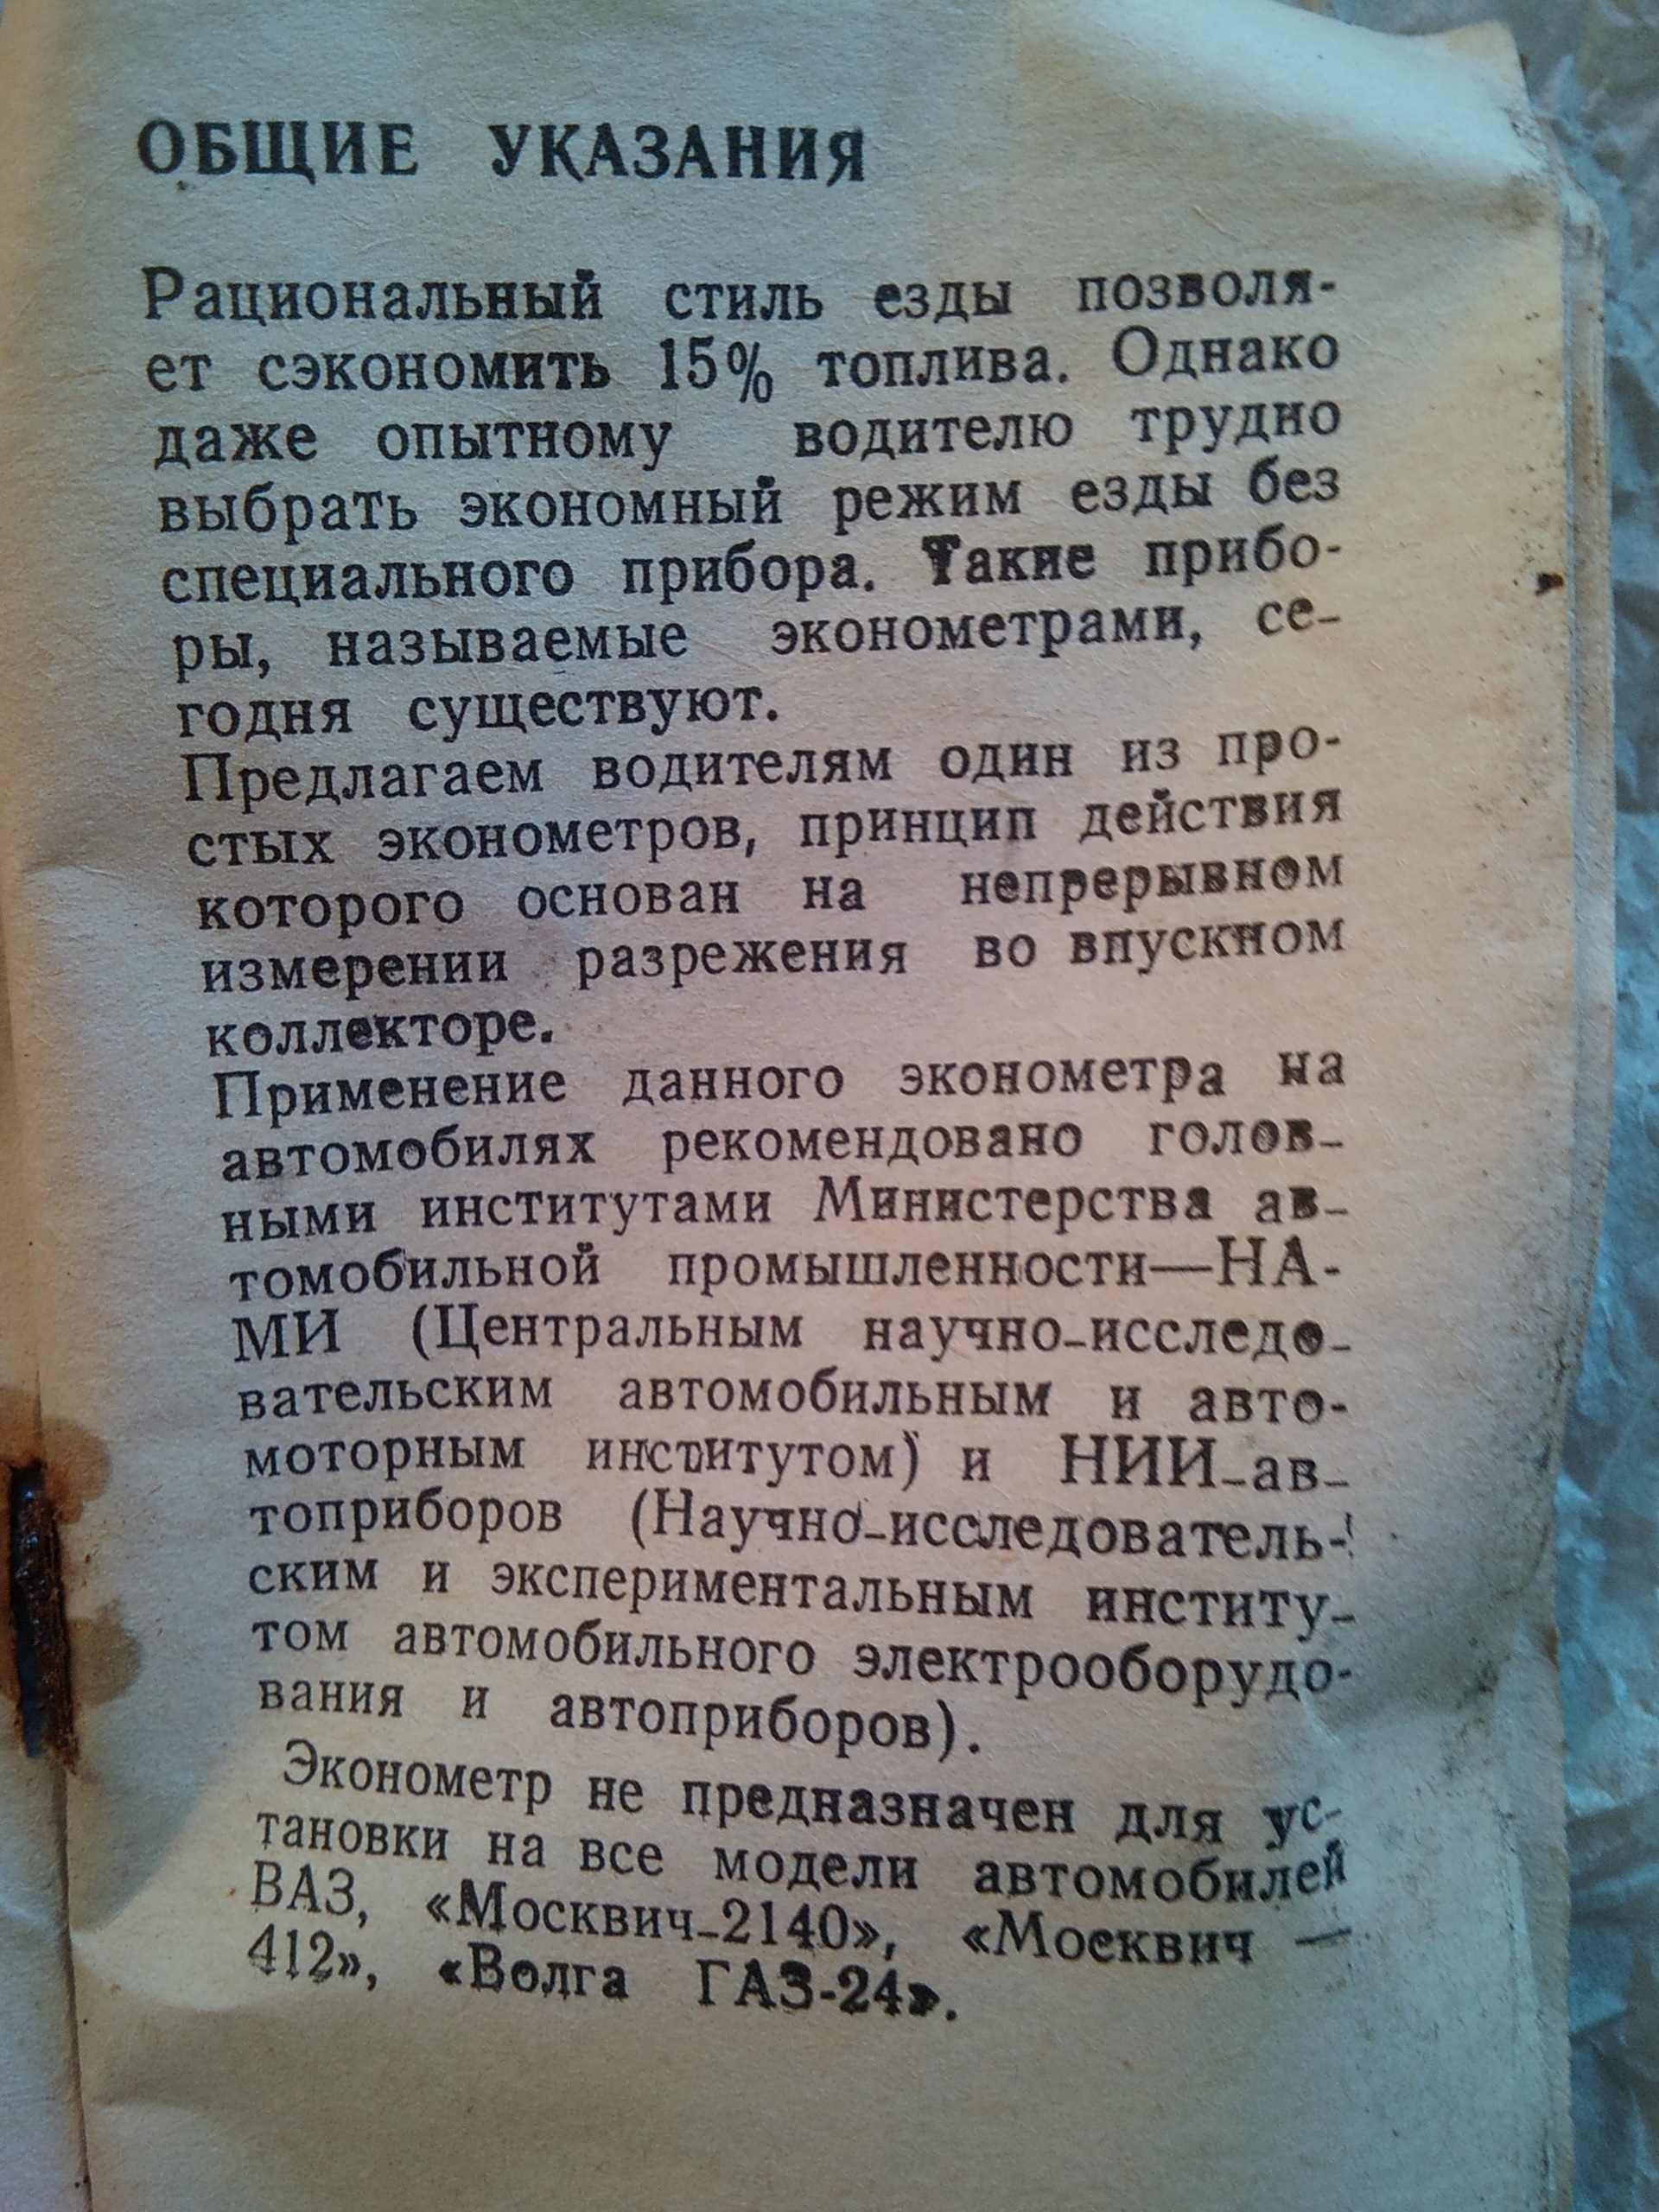 ОБЩИЕ УКАЗАНИЯ
Рациональный стиль езды позволя-
ет сэкономить 15% топлива. Однако
даже опытному водителю трудно
выбрать экономный режим езды без
специального прибора. Такие прибо-
ры, называемые эконометрами, се-
годня существуют.
Предлагаем водителям один из про-
стых эконометров, принцип действия
которого основан на непрерывном
измерении разрежения во впускном
коллекторе.
Применение данного эконометра на
автомобилях рекомендовано голов-
ными институтами Министерства ав-
томобильной промышленности—НА-
МИ (Центральным научно-исследо-
вательским автомобильным и авто-
моторным институтом) и НИИ-ав-
топриборов (Научно-исследователь-
ским и экспериментальным институ-
том автомобильного электрооборудо-
вания и автоприборов).
Эконометр не предназначен для ус-
тановки на все модели автомобилей
ВАЗ, «Москвич-2140», «Москвич —
412», «Волга ГАЗ-24».